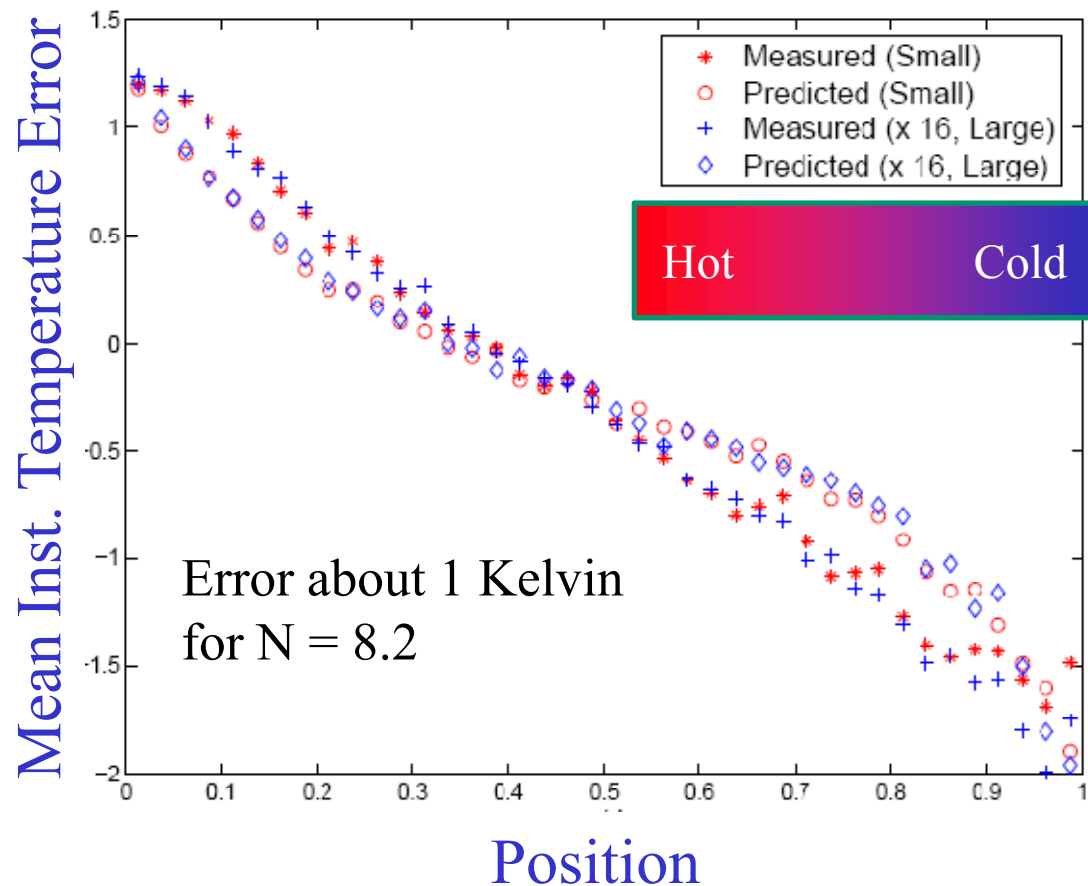 Mean Inst. Temperature Error
1.5
1
0.5
0
-0.5
-1
-1.5
-2
Measured (Small)
Predicted (Small)
Measured (x 16, Large)
Predicted (x 16, Large)
Hot Cold
Error about 1 Kelvin
for N = 8.2
0 0.1 0.2 0.3 0.4 0.5 0.6 0.7 0.8 0.9 1
Position